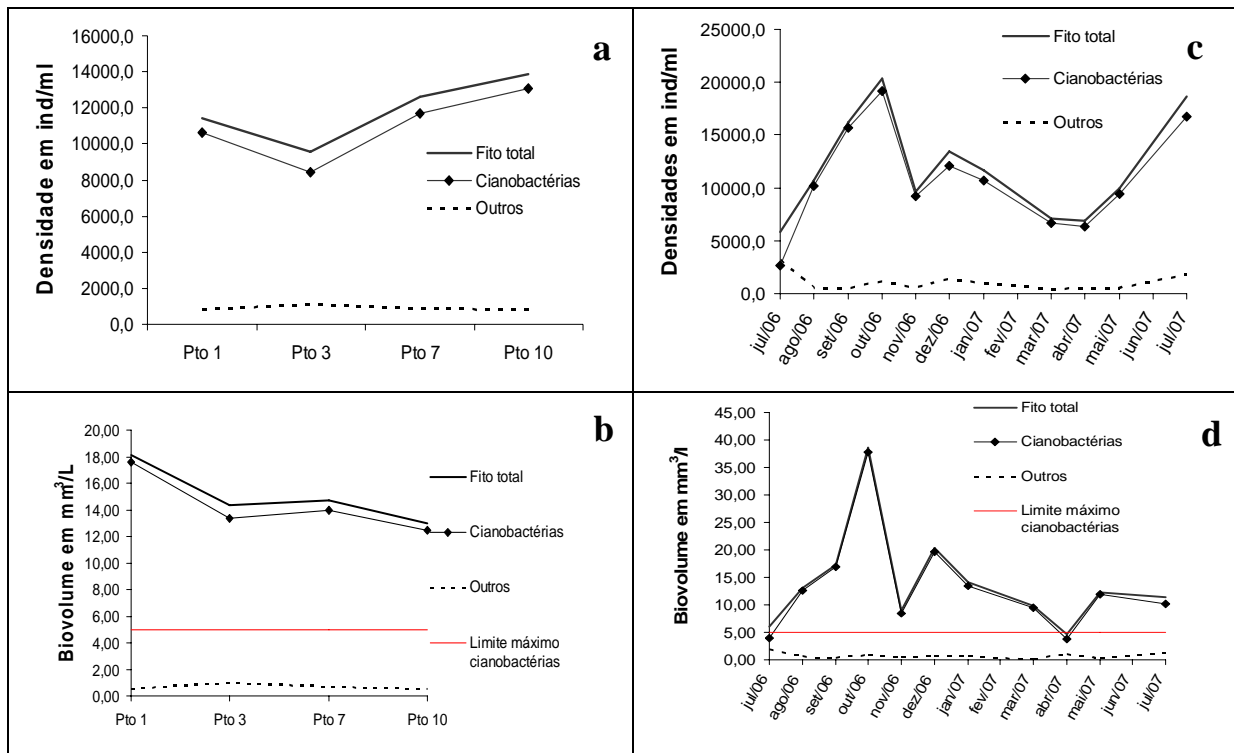 a
Densidade em ind/ml
16000,0
14000,0
12000,0
10000,0
8000,0
6000,0
4000,0
2000,0
0,0
Pto 1 Pto 3 Pto 7 Pto 10
Fito total
Cianobactérias
Outros
c
Densidades em ind/ml
25000,0
20000,0
15000,0
10000,0
5000,0
0,0
jul/06 ago/06 set/06 out/06 nov/06 dez/06 jan/07 fev/07 mar/07 abr/07 mai/07 jun/07 jul/07
Fito total
Cianobactérias
Outros
b
Biovolume em mm³/L
20,00
18,00
16,00
14,00
12,00
10,00
8,00
6,00
4,00
2,00
0,00
Pto 1 Pto 3 Pto 7 Pto 10
Fito total
Cianobactérias
Outros
Limite máximo
cianobactérias
d
Biovolume em mm³/l
45,00
40,00
35,00
30,00
25,00
20,00
15,00
10,00
5,00
0,00
jul/06 ago/06 set/06 out/06 nov/06 dez/06 jan/07 fev/07 mar/07 abr/07 mai/07 jun/07 jul/07
Fito total
Cianobactérias
Outros
Limite máximo
cianobactérias